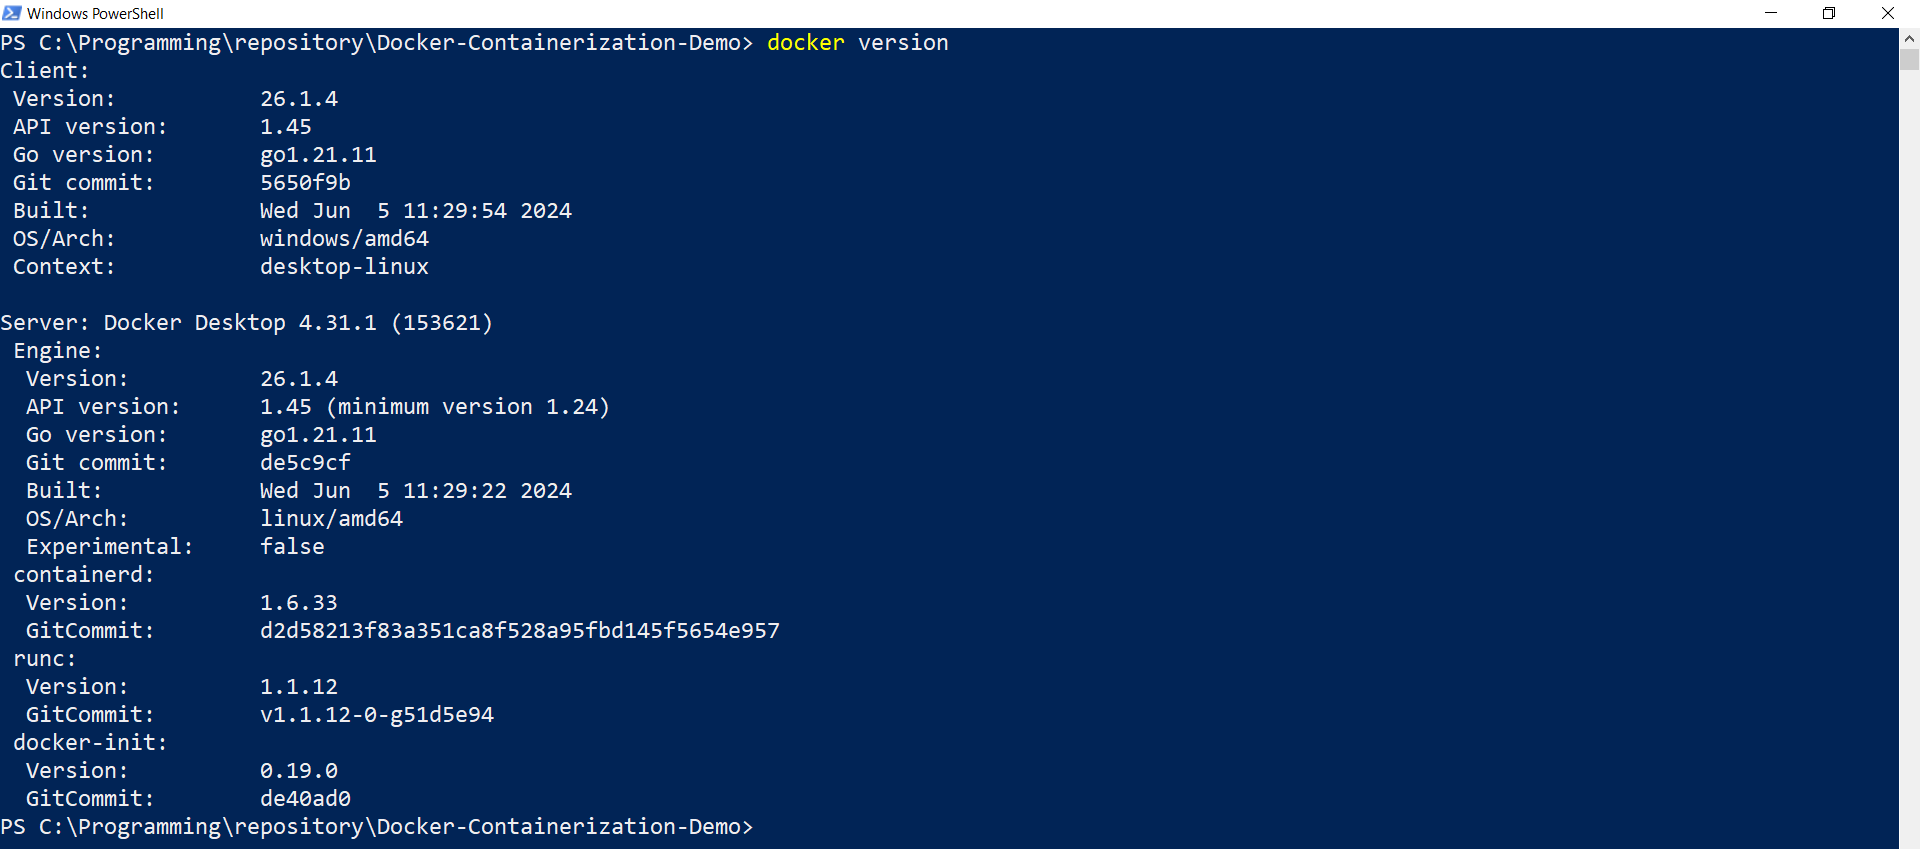 Windows PowerShell
PS C:\Programming\repository\Docker-Containerization-Demo> docker version
Client:
 Version:           26.1.4
 API version:       1.45
 Go version:        go1.21.11
 Git commit:        5650f9b
 Built:             Wed Jun  5 11:29:54 2024
 OS/Arch:           windows/amd64
 Context:           desktop-linux

Server: Docker Desktop 4.31.1 (153621)
 Engine:
  Version:          26.1.4
  API version:      1.45 (minimum version 1.24)
  Go version:       go1.21.11
  Git commit:       de5c9cf
  Built:            Wed Jun  5 11:29:22 2024
  OS/Arch:          linux/amd64
  Experimental:     false
 containerd:
  Version:          1.6.33
  GitCommit:        d2d58213f83a351ca8f528a95fbd145f5654e957
 runc:
  Version:          1.1.12
  GitCommit:        v1.1.12-0-g51d5e94
 docker-init:
  Version:          0.19.0
  GitCommit:        de40ad0
PS C:\Programming\repository\Docker-Containerization-Demo>